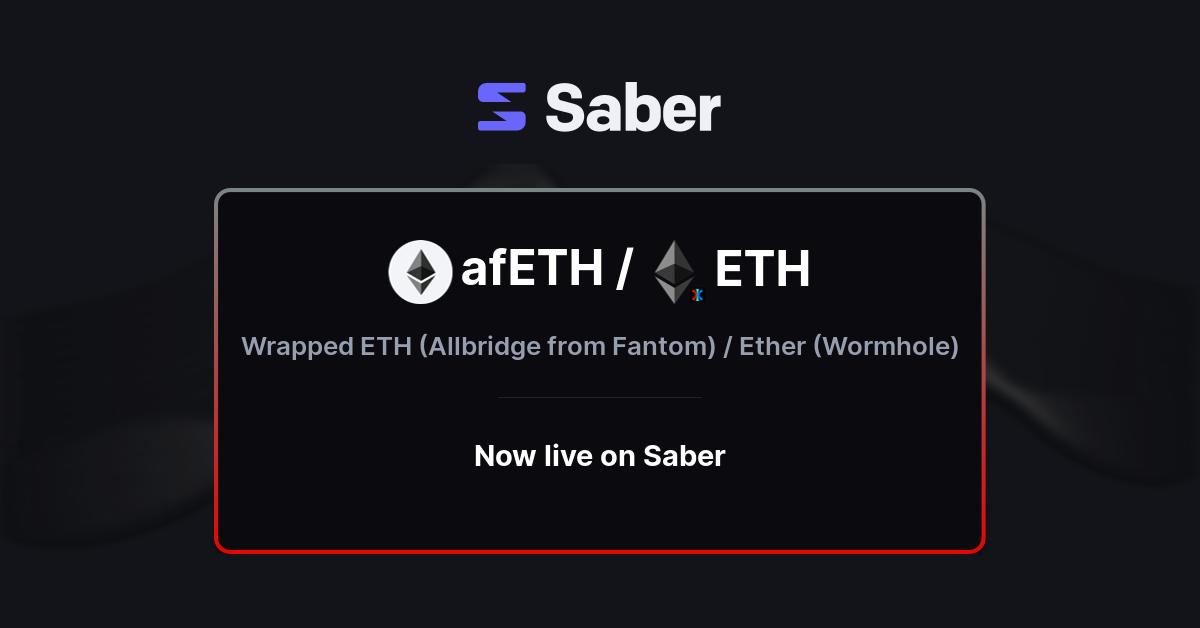 Saber
afETH / ETH
Wrapped ETH (Allbridge from Fantom) / Ether (Wormhole)
Now live on Saber